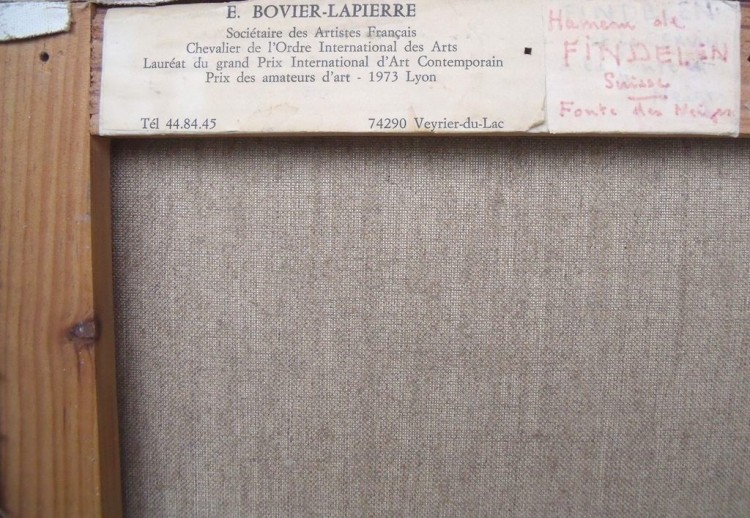 E. BOVIER-LAPIERRE
Sociétaire des Artistes Français
Chevalier de l'Ordre International des Arts
Lauréat du grand Prix International d'Art Contemporain
Prix des amateurs d'art - 1973 Lyon
Tél 44.84.45 74290 Veyrier-du-Lac
Hameau de
FINDELEN
Suisse
Fonte des Neiges